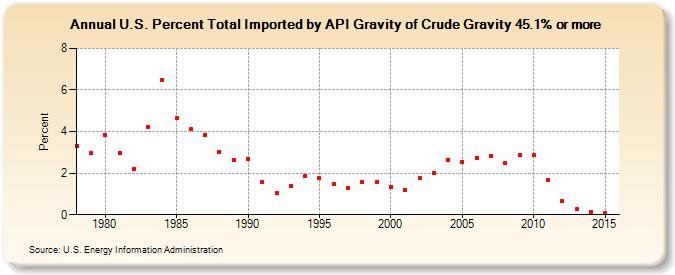 Annual U.S. Percent Total Imported by API Gravity of Crude Gravity 45.1% or more
Percent
8
6
4
2
0
1980 1985 1990 1995 2000 2005 2010 2015
Source: U.S. Energy Information Administration